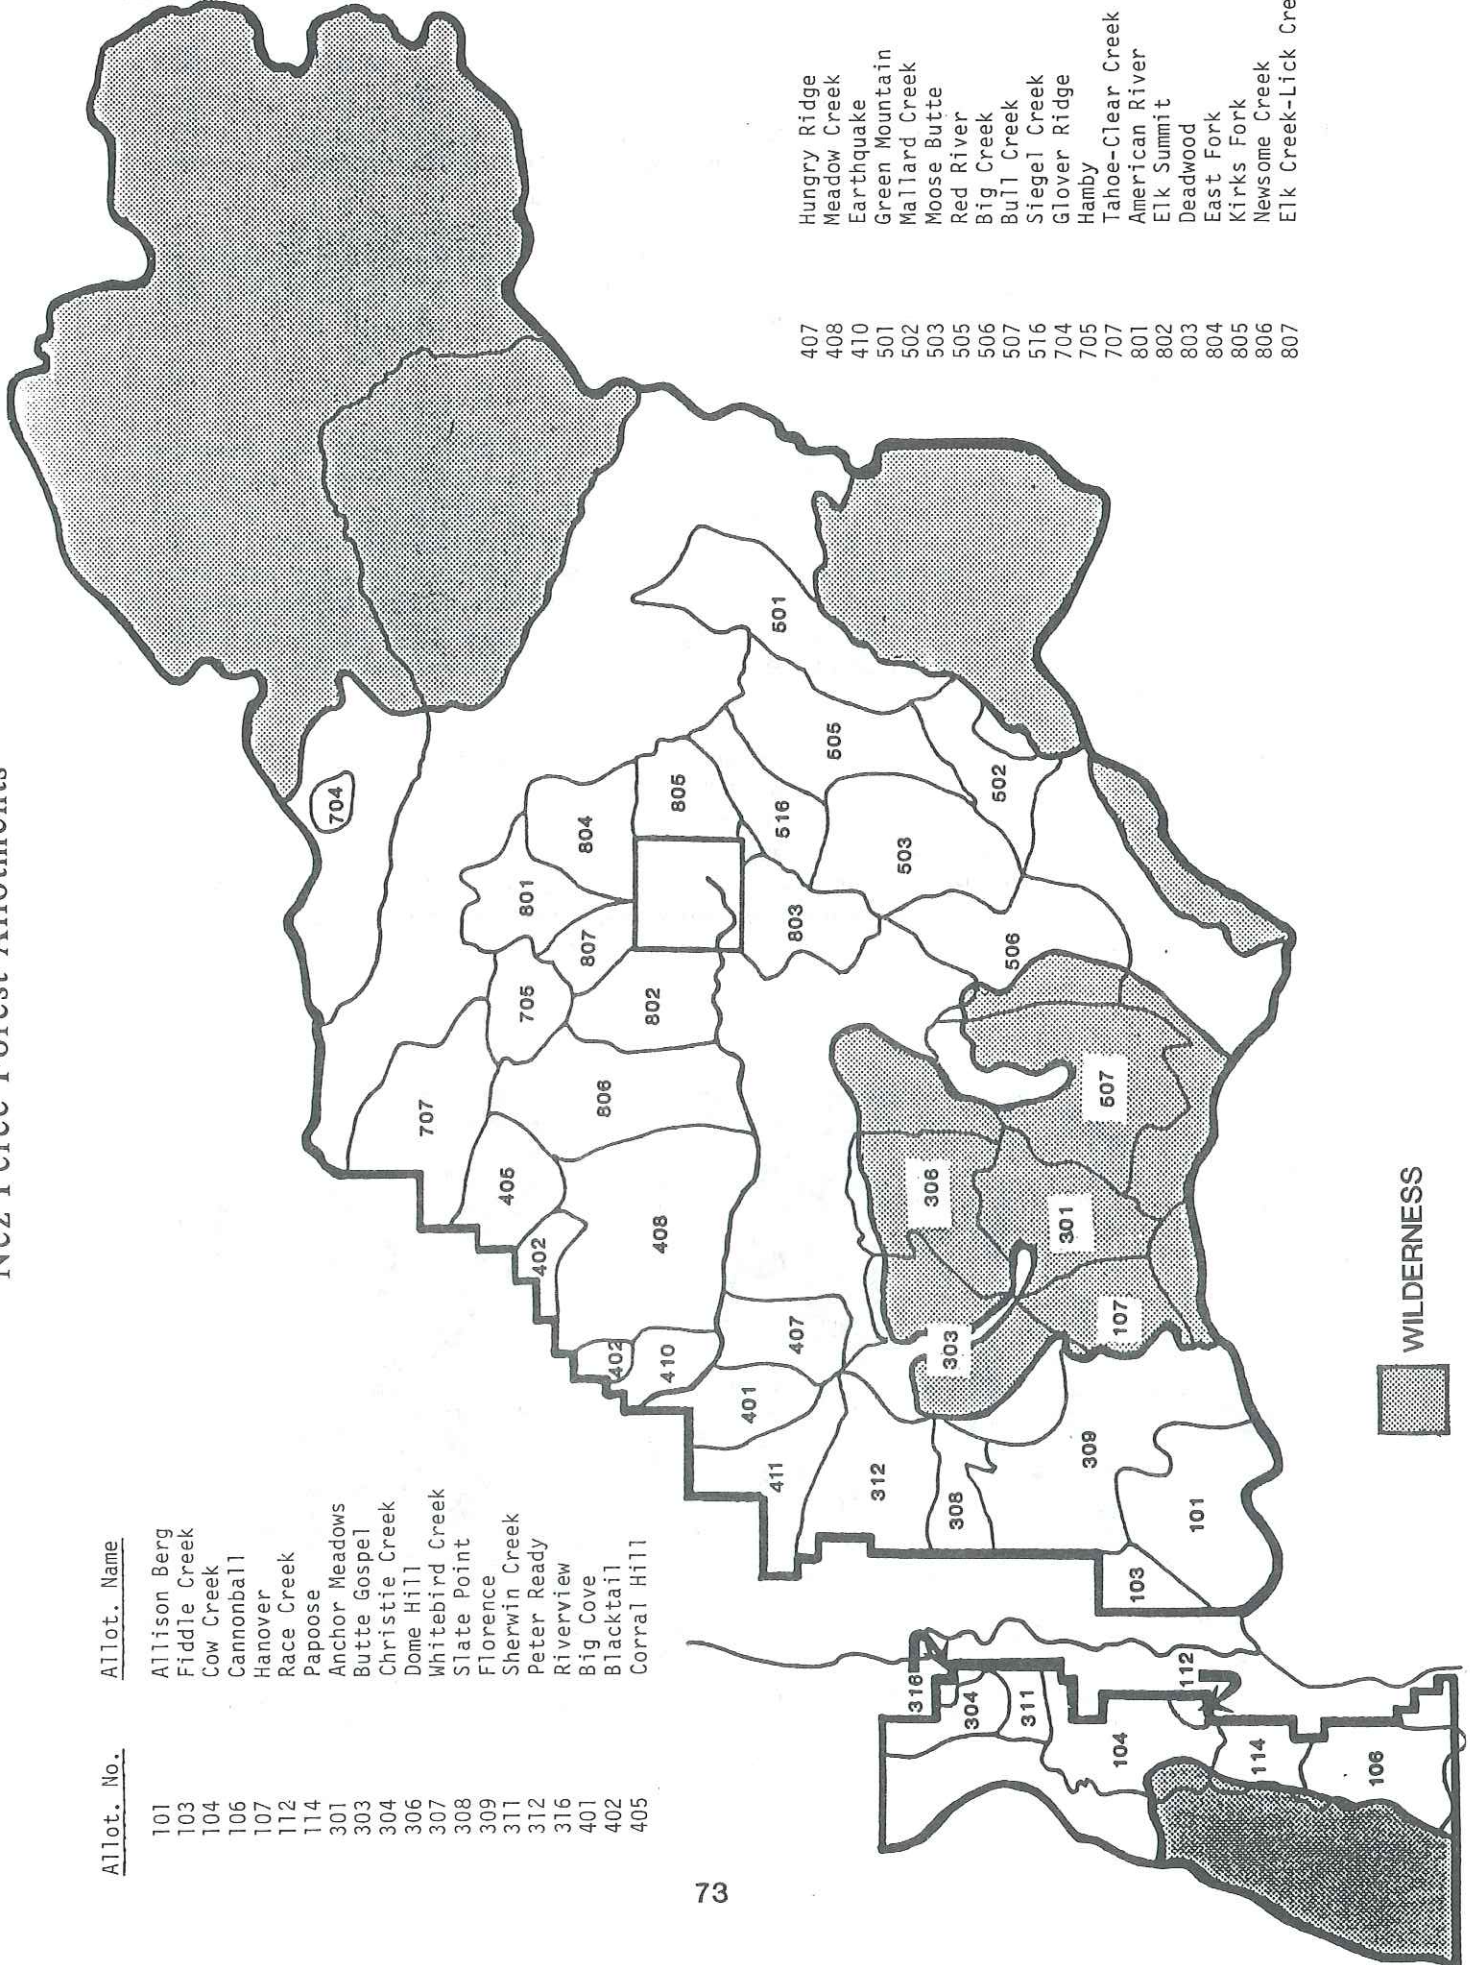 Nez Perce Forest Allotments
Allot. No. Allot. Name
101 Allison Berg
103 Fiddle Creek
104 Cow Creek
106 Cannonball
107 Hanover
112 Race Creek
114 Papoose
301 Anchor Meadows
303 Butte Gospel
304 Christie Creek
306 Dome Hill
307 Whitebird Creek
308 Slate Point
309 Florence
311 Sherwin Creek
312 Peter Ready
316 Riverview
401 Big Cove
402 Blacktail
405 Corral Hill
407 Hungry Ridge
408 Meadow Creek
410 Earthquake
501 Green Mountain
502 Mallard Creek
503 Moose Butte
505 Red River
506 Big Creek
507 Bull Creek
516 Siegel Creek
704 Glover Ridge
705 Hamby
707 Tahoe-Clear Creek
801 American River
802 Elk Summit
803 Deadwood
804 East Fork
805 Kirks Fork
806 Newsome Creek
807 Elk Creek-Lick Cre
704
707
705
801
804
805
807
802
806
405
402
408
402
410
401
407
411
312
308
309
101
103
303
306
301
107
507
506
803
503
516
505
502
501
316
304
311
104
112
114
106
WILDERNESS
73